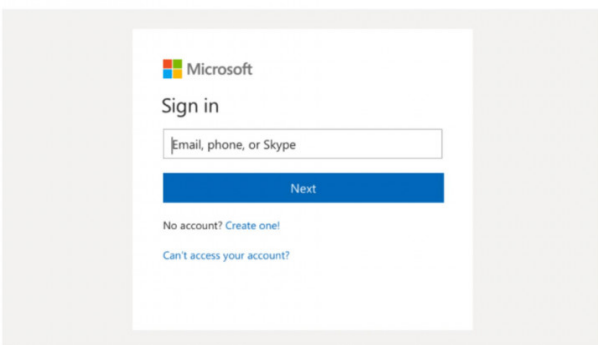 Microsoft
Sign in
Email, phone, or Skype
Next
No account? Create one!
Can't access your account?